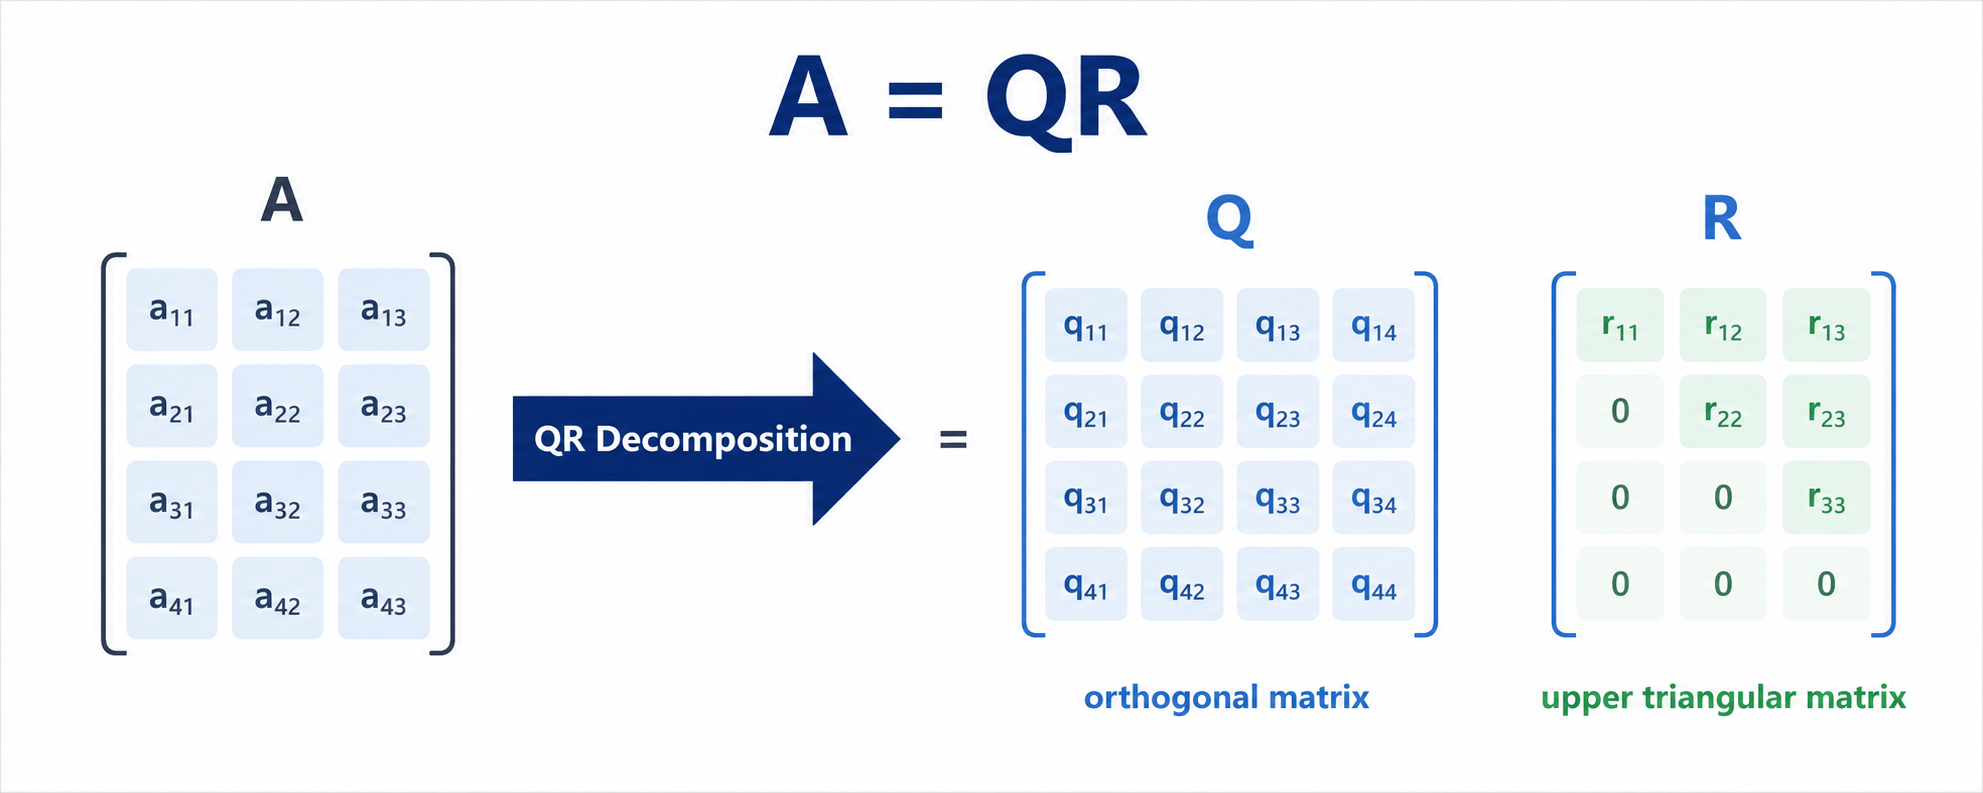 A = QR
A
Q
R
a11 a12 a13
a21 a22 a23
a31 a32 a33
a41 a42 a43
QR Decomposition
=
q11 q12 q13 q14
q21 q22 q23 q24
q31 q32 q33 q34
q41 q42 q43 q44
r11 r12 r13
0 r22 r23
0 0 r33
0 0 0
orthogonal matrix
upper triangular matrix